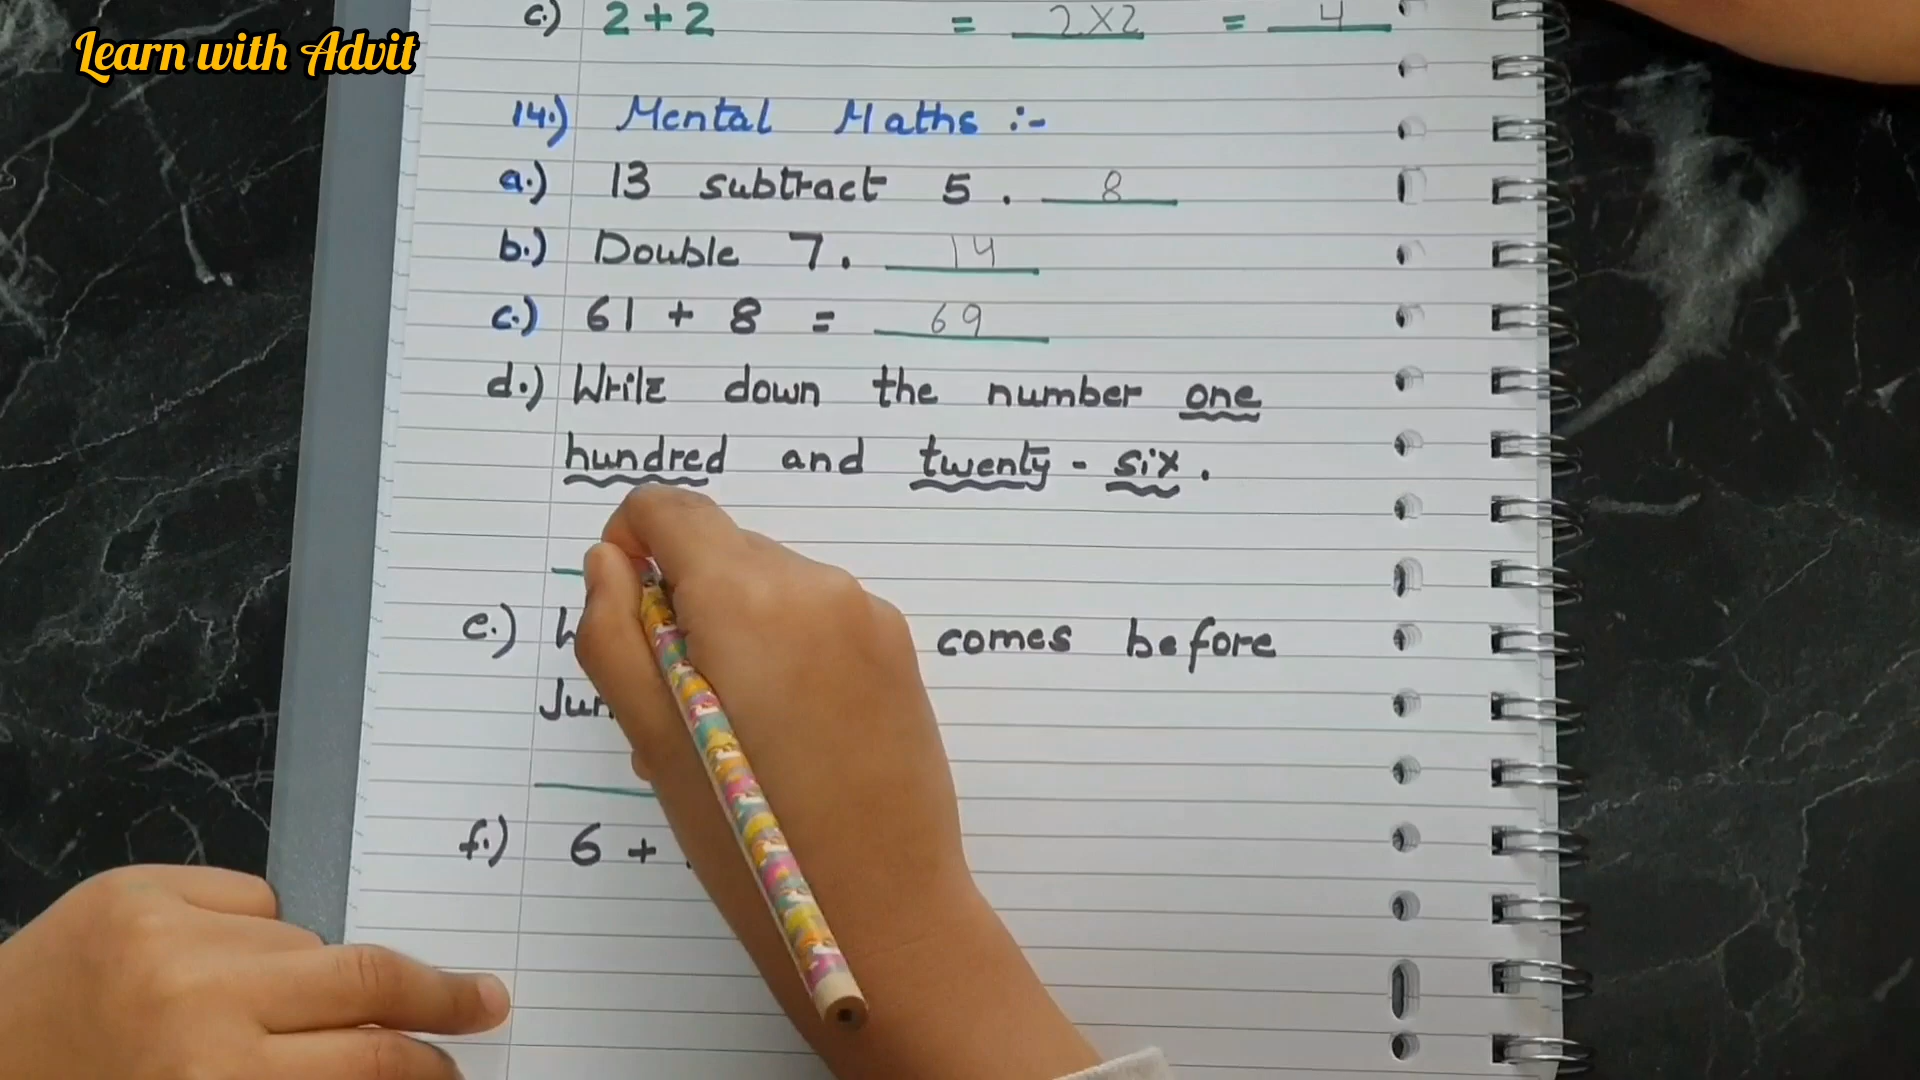 Learn with Advit
c.) 2+2 = 2x2 = 4
14.) Mental Maths :-
a.) 13 subtract 5. 8
b.) Double 7. 14
c.) 61 + 8 = 69
d.) Write down the number one
hundred and twenty - six.
e.) comes before
f.) 6 +